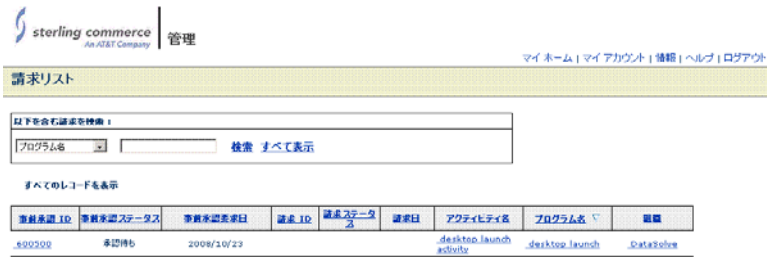 sterling commerce
An AT&T Company
管理
マイ ホーム | マイ アカウント | 情報 | ヘルプ | ログアウト
請求リスト
以下を含む請求を検索：
プログラム名 検索 すべて表示
すべてのレコードを表示
事前承認 ID 事前承認ステータス 事前承認要求日 請求 ID 請求ステータス 請求日 アクティビティ名 プログラム名 組織
600500 承認待ち 2008/10/23 desktop launch activity desktop launch DataSolve